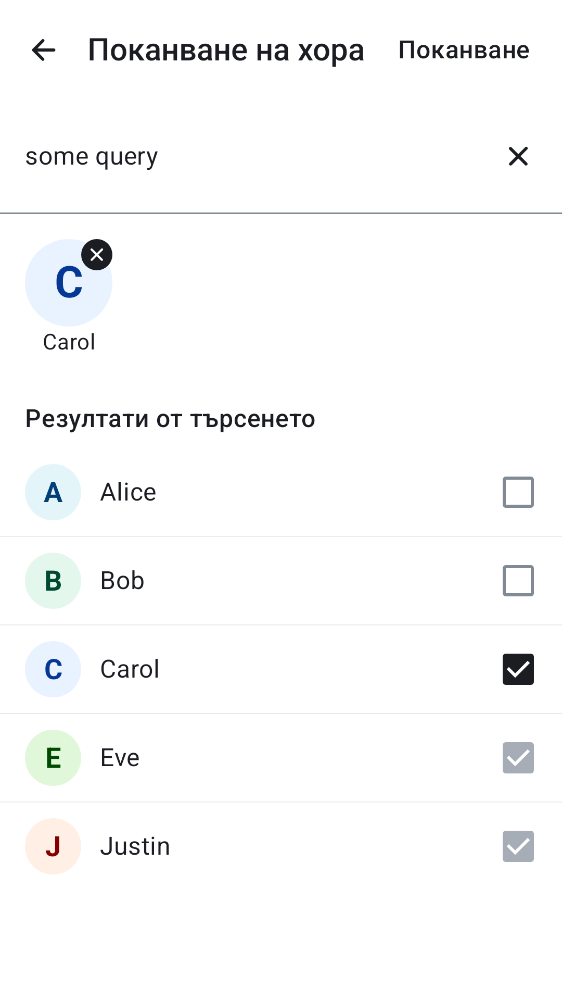 Поканване на хора
Поканване
some query
C
Carol
Резултати от търсенето
A Alice
B Bob
C Carol
E Eve
J Justin